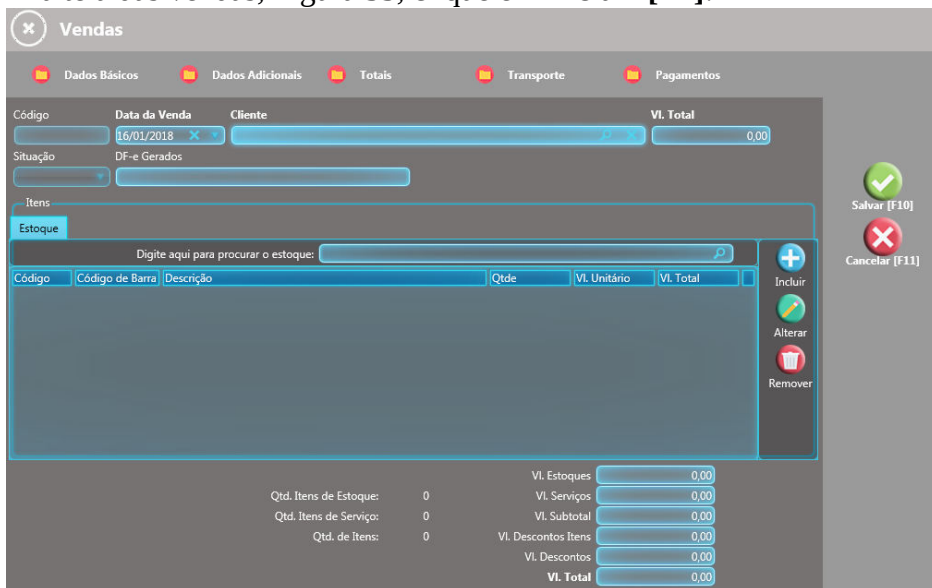 Vendas
Dados Básicos Dados Adicionais Totais Transporte Pagamentos
Código Data da Venda Cliente Vl. Total
16/01/2018 0,00
Situação DF-e Gerados
Salvar [F10]
Itens
Estoque
Cancelar [F11]
Digite aqui para procurar o estoque:
Código Código de Barra Descrição Qtde Vl. Unitário Vl. Total
Incluir
Alterar
Remover
Vl. Estoques 0,00
Qtd. Itens de Estoque: 0 Vl. Serviços 0,00
Qtd. Itens de Serviço: 0 Vl. Subtotal 0,00
Qtd. de Itens: 0 Vl. Descontos Itens 0,00
Vl. Descontos 0,00
Vl. Total 0,00